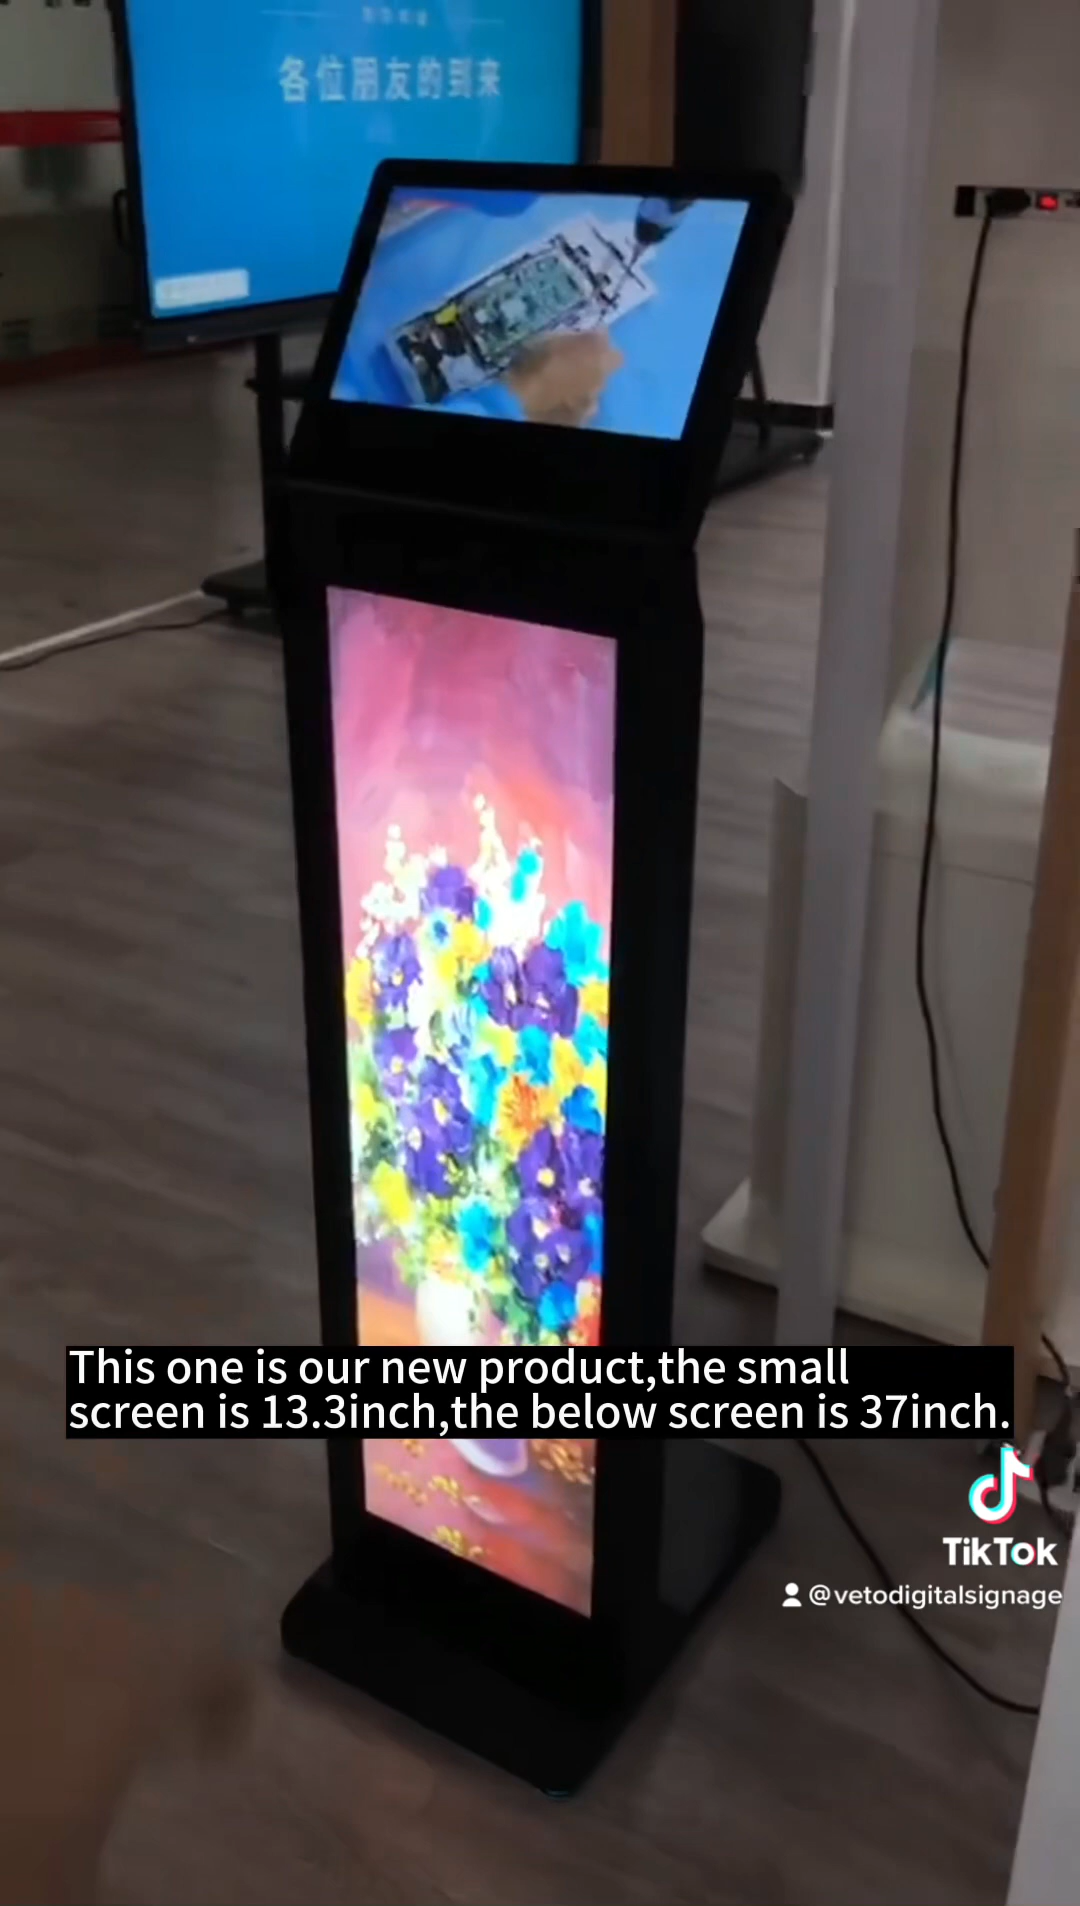 各位朋友的到来
This one is our new product,the small
screen is 13.3inch,the below screen is 37inch.
TikTok
@vetodigitalsignage